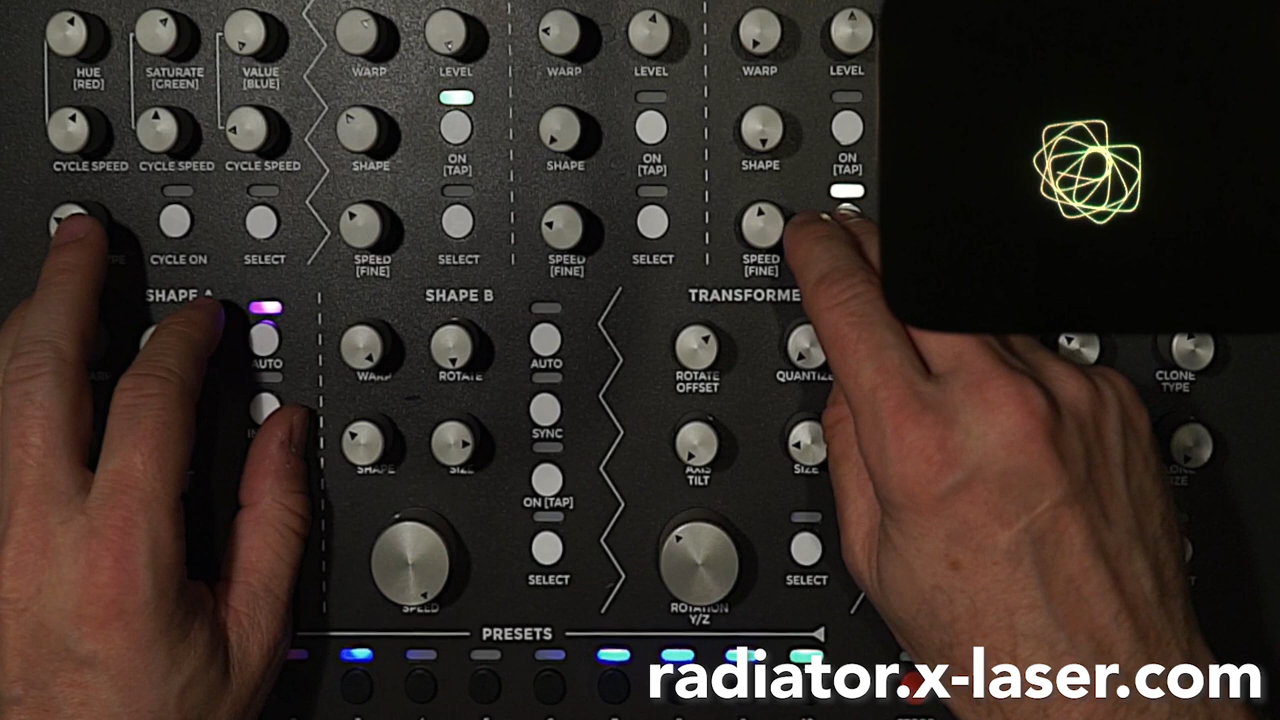 HUE
[RED]
SATURATE
[GREEN]
VALUE
[BLUE]
WARP
LEVEL
WARP
LEVEL
WARP
LEVEL
CYCLE SPEED
CYCLE SPEED
CYCLE SPEED
SHAPE
ON
[TAP]
SHAPE
ON
[TAP]
SHAPE
ON
[TAP]
CYCLE ON
SELECT
SPEED
[FINE]
SELECT
SPEED
[FINE]
SELECT
SPEED
[FINE]
SHAPE A
SHAPE B
TRANSFORME
AUTO
WARP
ROTATE
AUTO
ROTATE
OFFSET
QUANTIZE
CLONE
TYPE
SHAPE
SIZE
SYNC
AXIS
TILT
SIZE
SIZE
ON [TAP]
SPEED
SELECT
ROTATION
Y/Z
SELECT
PRESETS
radiator.x-laser.com